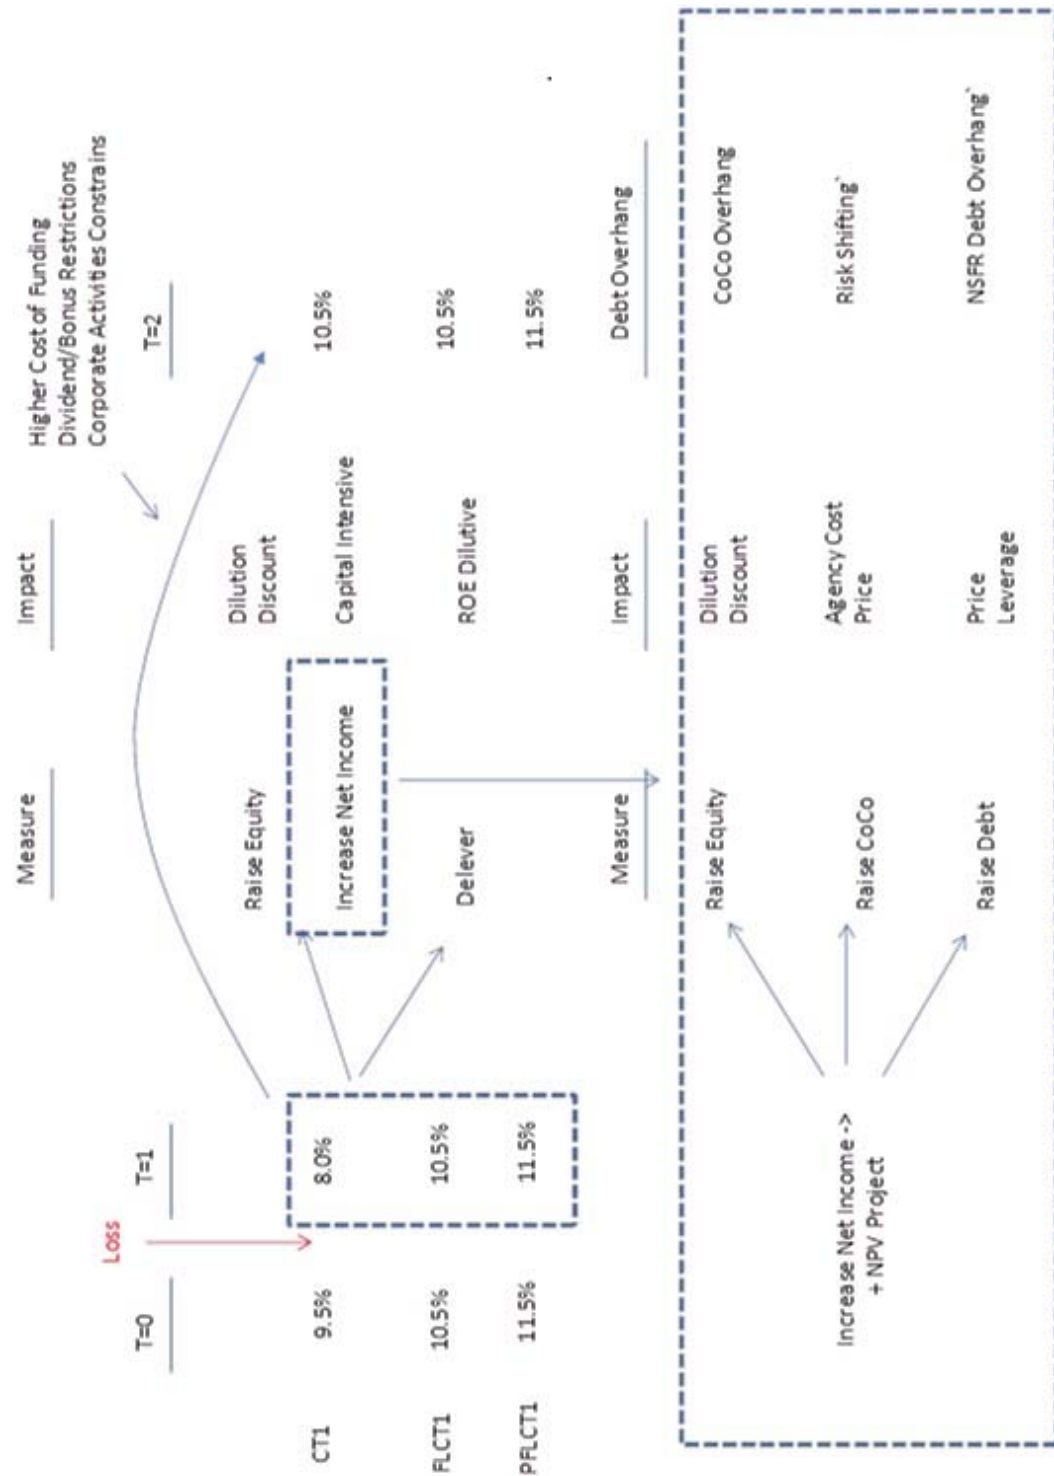 Higher Cost of Funding
Dividend/Bonus Restrictions
Corporate Activities Constrains
Loss
Measure
Impact
T=0
T=1
T=2
Raise Equity
Dilution
Discount
CT1
9.5%
8.0%
Increase Net Income
Capital Intensive
10.5%
FLCT1
10.5%
10.5%
Delever
ROE Dilutive
10.5%
PFLCT1
11.5%
11.5%
11.5%
Measure
Impact
Debt Overhang
Raise Equity
Dilution
Discount
CoCo Overhang
Increase Net Income ->
+ NPV Project
Raise CoCo
Agency Cost
Price
Risk Shifting`
Raise Debt
Price
Leverage
NSFR Debt Overhang`